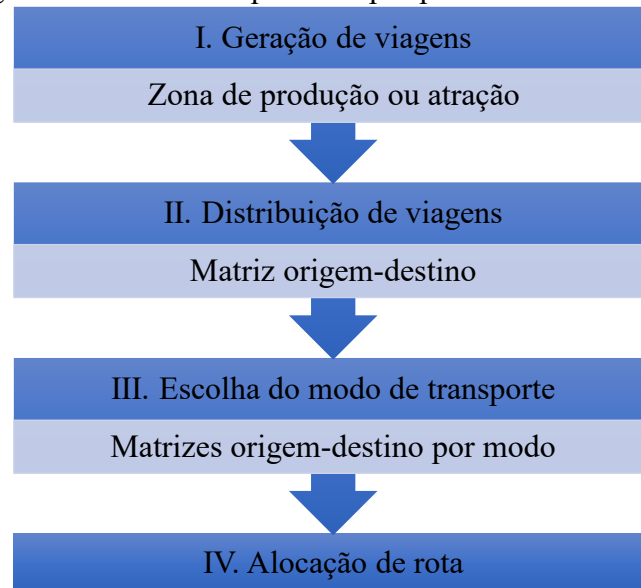 I. Geração de viagens
Zona de produção ou atração
II. Distribuição de viagens
Matriz origem-destino
III. Escolha do modo de transporte
Matrizes origem-destino por modo
IV. Alocação de rota